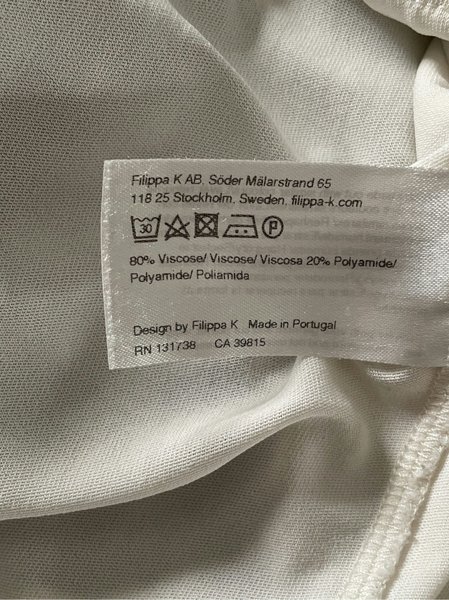 Filippa K AB, Söder Mälarstrand 65
118 25 Stockholm, Sweden, filippa-k.com
30 P
80% Viscose/ Viscose/ Viscosa 20% Polyamide/
Polyamide/ Poliamida
Design by Filippa K Made in Portugal
RN 131738 CA 39815